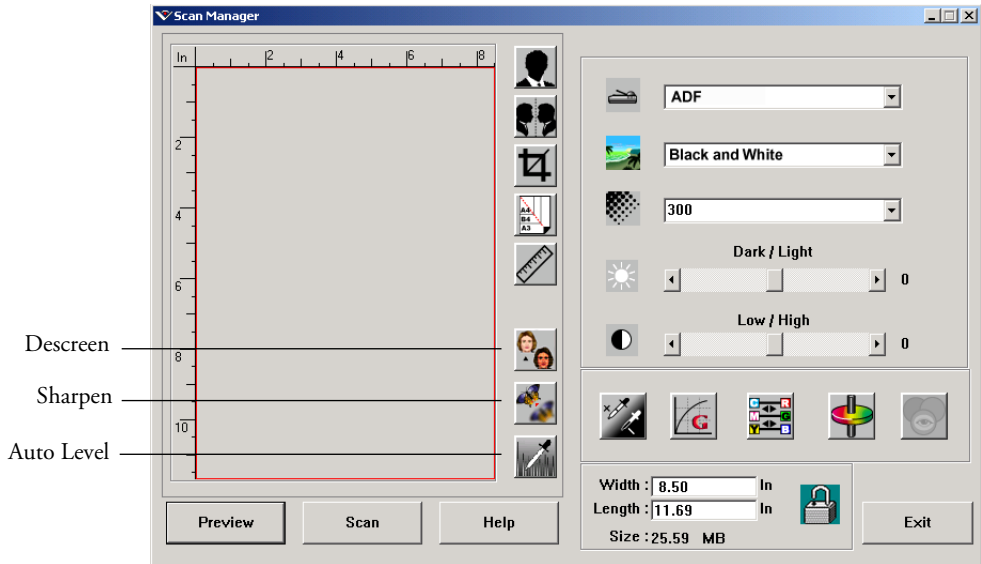 Scan Manager
In 2 4 6 8
2
4
6
8
10
A4
B4
A3
Descreen
Sharpen
Auto Level
ADF
Black and White
300
Dark / Light
0
Low / High
0
G
C R
M G
Y B
Width : 8.50 In
Length : 11.69 In
Size : 25.59 MB
Preview Scan Help Exit